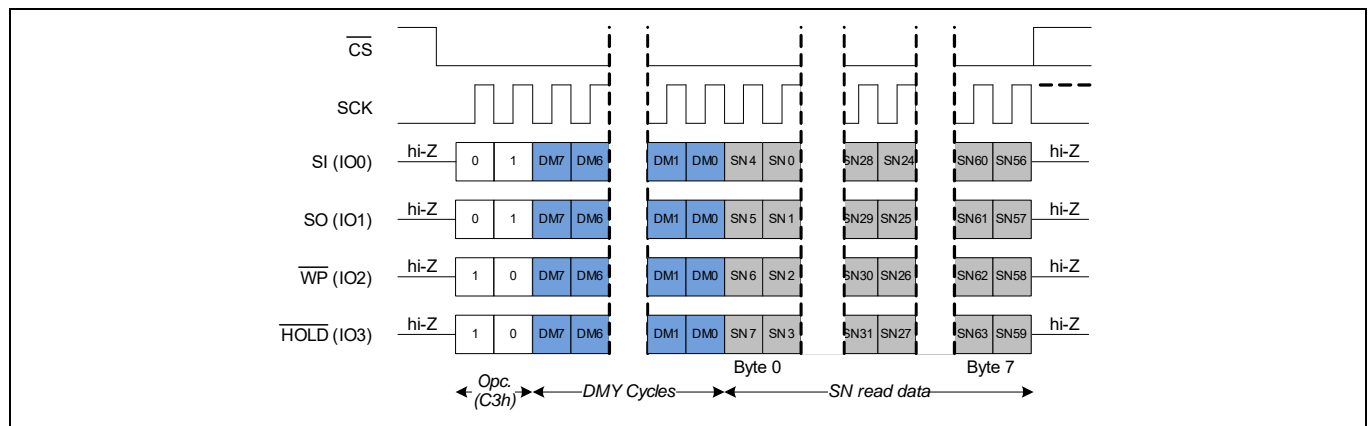 CS
SCK
SI (IO0) hi-Z 0 1 DM7 DM6 DM1 DM0 SN 4 SN 0 SN28 SN24 SN60 SN56 hi-Z
SO (IO1) hi-Z 0 1 DM7 DM6 DM1 DM0 SN 5 SN 1 SN29 SN25 SN61 SN57 hi-Z
WP (IO2) hi-Z 1 0 DM7 DM6 DM1 DM0 SN 6 SN 2 SN30 SN26 SN62 SN58 hi-Z
HOLD (IO3) hi-Z 1 0 DM7 DM6 DM1 DM0 SN 7 SN 3 SN31 SN27 SN63 SN59 hi-Z
Byte 0 Byte 7
Opc. DMY Cycles SN read data
(C3h)